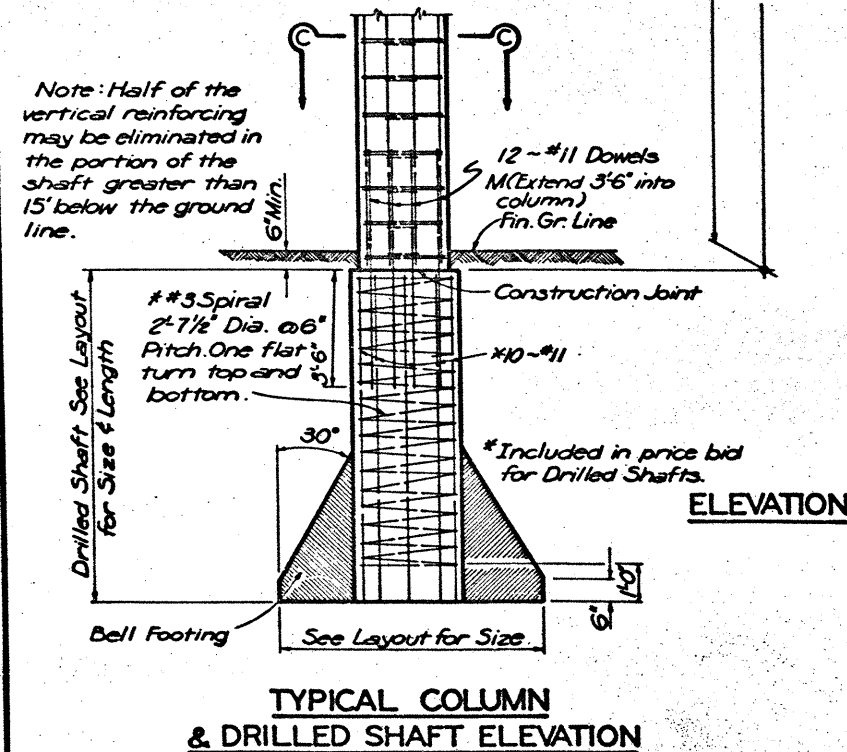 C
C
Note: Half of the
vertical reinforcing
may be eliminated in
the portion of the
shaft greater than
15' below the ground
line.
6" Min.
12~#11 Dowels
M(Extend 3'-6" into
column)
Fin. Gr. Line
Construction Joint
**#3 Spiral
2'-7½" Dia. @ 6"
Pitch. One flat
turn top and
bottom.
3'-6"
*10~#11
Drilled Shaft See Layout
for Size & Length
30°
*Included in price bid
for Drilled Shafts.
ELEVATION
Bell Footing
See Layout for Size
6"
1'-0"
TYPICAL COLUMN
& DRILLED SHAFT ELEVATION